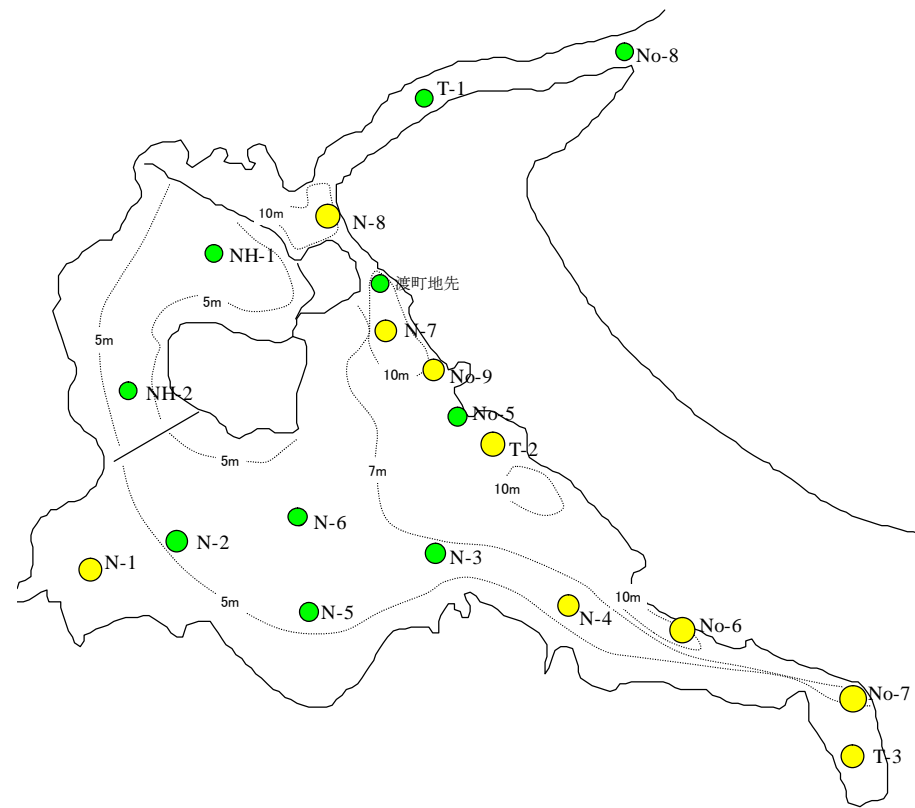 No-8
T-1
10m
N-8
NH-1
渡町地先
5m
N-7
5m
10m
No-9
NH-2
No-5
T-2
5m
7m
10m
N-6
N-2
N-3
N-1
10m
5m
N-5
N-4
No-6
No-7
T-3